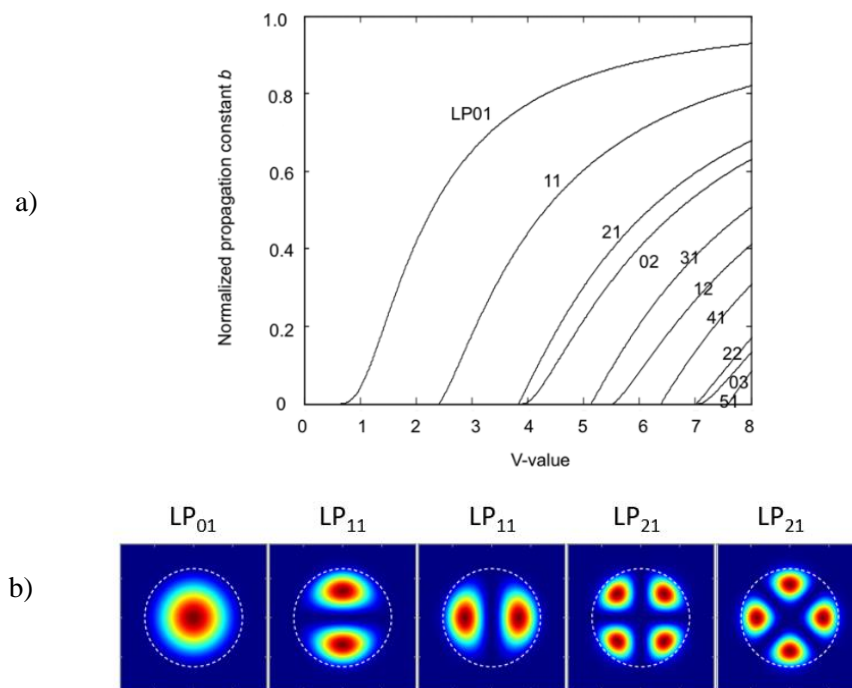 a)
Normalized propagation constant b
1.0
0.8
0.6
0.4
0.2
0
LP01
11
21
02
31
12
41
22
03
51
0 1 2 3 4 5 6 7 8
V-value
b)
LP01 LP11 LP11 LP21 LP21